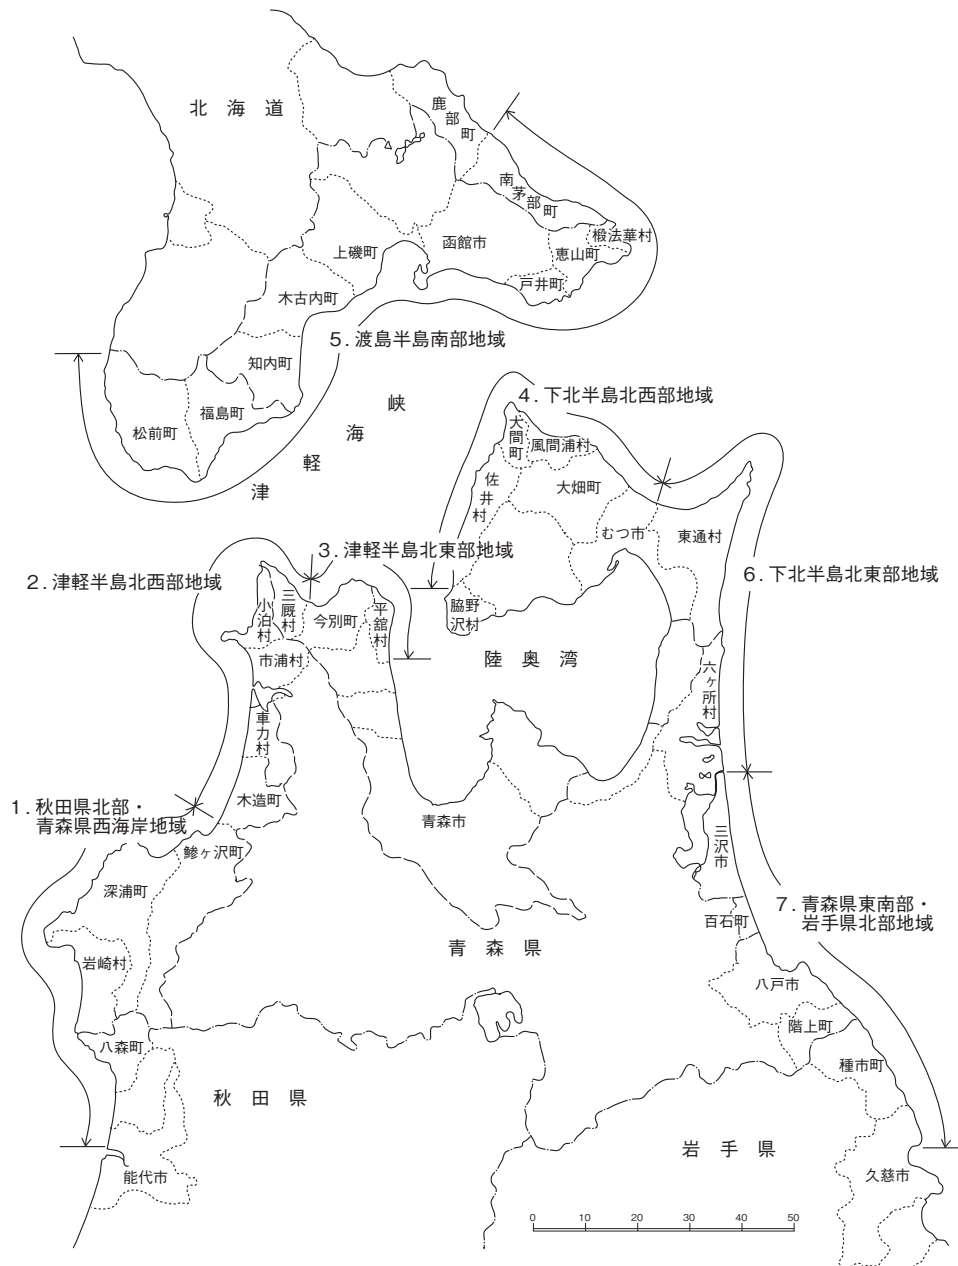 北海道
鹿部町
南茅部町
椴法華村
恵山町
戸井町
函館市
上磯町
木古内町
知内町
福島町
松前町
5. 渡島半島南部地域
津軽海峡
4. 下北半島北西部地域
大間町
風間浦村
佐井村
大畑町
むつ市
東通村
脇野沢村
3. 津軽半島北東部地域
2. 津軽半島北西部地域
6. 下北半島北東部地域
小泊村
三厩村
今別町
平舘村
市浦村
陸奥湾
六ヶ所村
車力村
木造町
1. 秋田県北部・
青森県西海岸地域
鰺ヶ沢町
青森市
三沢市
深浦町
7. 青森県東南部・
岩手県北部地域
百石町
青森県
岩崎村
八戸市
階上町
八森町
種市町
秋田県
岩手県
能代市
久慈市
0 10 20 30 40 50